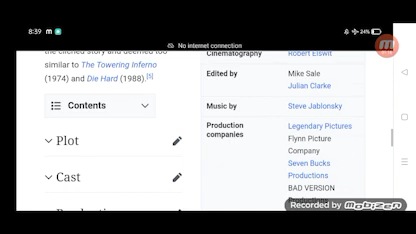 8:39
24%
No internet connection
the clichéd story and deemed too
similar to The Towering Inferno
(1974) and Die Hard (1988).[5]
Contents
Plot
Cast
Cinematography Robert Elswit
Edited by Mike Sale
Julian Clarke
Music by Steve Jablonsky
Production
companies
Legendary Pictures
Flynn Picture
Company
Seven Bucks
Productions
BAD VERSION
Recorded by Mobizen